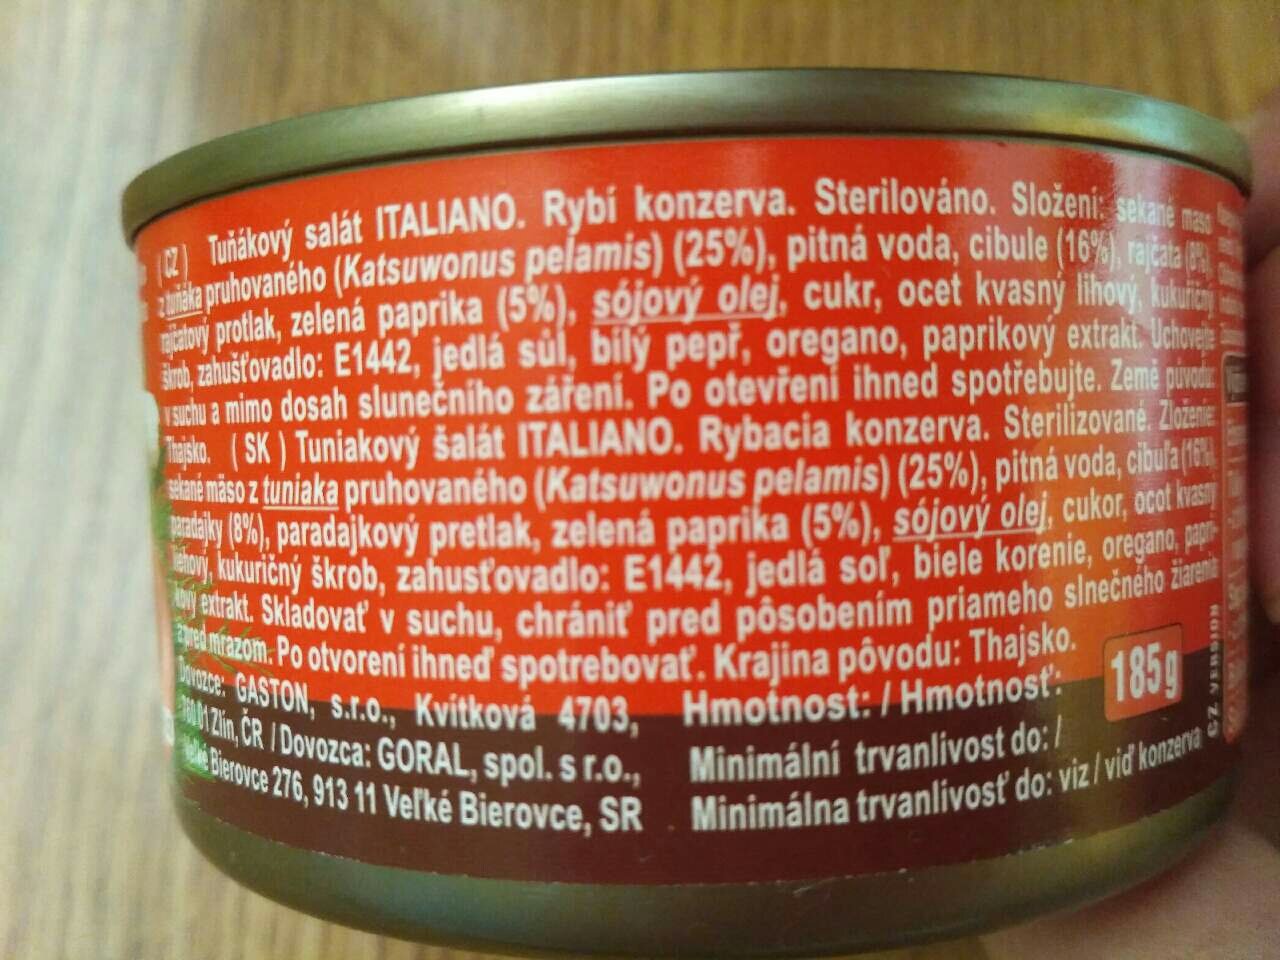 ( CZ ) Tuňákový salát ITALIANO. Rybí konzerva. Sterilováno. Složení: sekané maso
z tuňáka pruhovaného (Katsuwonus pelamis) (25%), pitná voda, cibule (16%), rajčata (8%),
rajčatový protlak, zelená paprika (5%), sójový olej, cukr, ocet kvasný lihový, kukuřičný
škrob, zahušťovadlo: E1442, jedlá sůl, bílý pepř, oregano, paprikový extrakt. Uchovejte
v suchu a mimo dosah slunečního záření. Po otevření ihned spotřebujte. Země původu:
Thajsko. ( SK ) Tuniakový šalát ITALIANO. Rybacia konzerva. Sterilizované. Zloženie:
sekané mäso z tuniaka pruhovaného (Katsuwonus pelamis) (25%), pitná voda, cibuľa (16%),
paradajky (8%), paradajkový pretlak, zelená paprika (5%), sójový olej, cukor, ocot kvasný
liehový, kukuričný škrob, zahusťovadlo: E1442, jedlá soľ, biele korenie, oregano, papri-
kový extrakt. Skladovať v suchu, chrániť pred pôsobením priameho slnečného žiarenia
a pred mrazom. Po otvorení ihneď spotrebovať. Krajina pôvodu: Thajsko.
Dovozce: GASTON, s.r.o., Kvítková 4703,
760 01 Zlín, ČR / Dovozca: GORAL, spol. s r.o.,
Veľké Bierovce 276, 913 11 Veľké Bierovce, SR
Hmotnost: / Hmotnosť:
185g
Minimální trvanlivost do: /
Minimálna trvanlivosť do: viz / viď konzerva